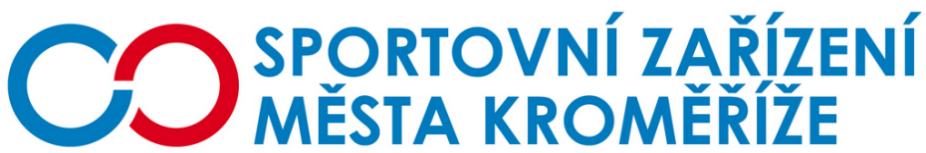 SPORTOVNÍ ZAŘÍZENÍ
MĚSTA KROMĚŘÍŽE